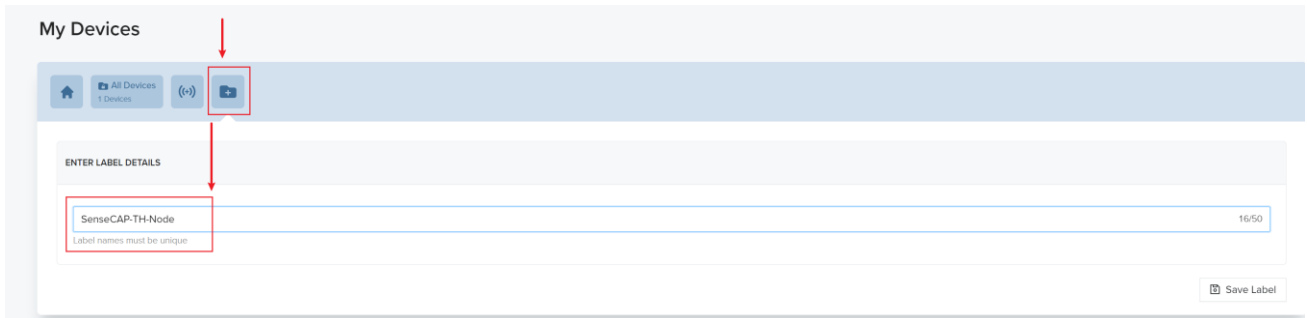 My Devices
All Devices
1 Devices
ENTER LABEL DETAILS
SenseCAP-TH-Node
16/50
Label names must be unique
Save Label